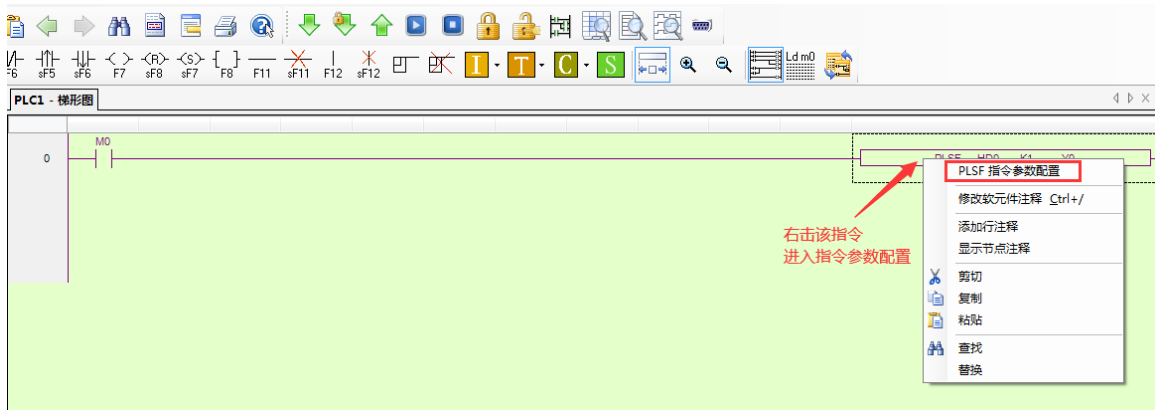 F6 sF5 sF6 F7 sF8 sF7 F8 F11 sF11 F12 sF12 I T C S Ld m0
PLC1 - 梯形图
M0
0
PLSF HD0 K1 Y0
PLSF 指令参数配置
修改软元件注释 Ctrl+/
添加行注释
显示节点注释
右击该指令
进入指令参数配置
剪切
复制
粘贴
查找
替换